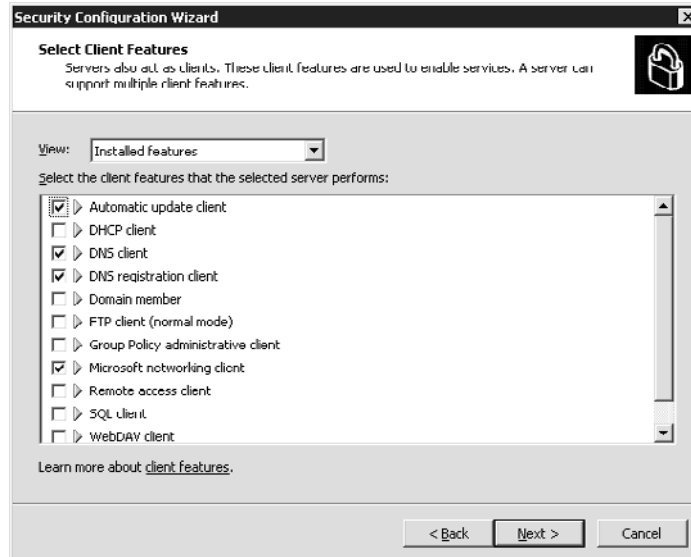 Security Configuration Wizard
Select Client Features
Servers also act as clients. These client features are used to enable services. A server can
support multiple client features.
View: Installed features
Select the client features that the selected server performs:
Automatic update client
DHCP client
DNS client
DNS registration client
Domain member
FTP client (normal mode)
Group Policy administrative client
Microsoft networking client
Remote access client
SQL client
WebDAV client
Learn more about client features.
< Back Next > Cancel